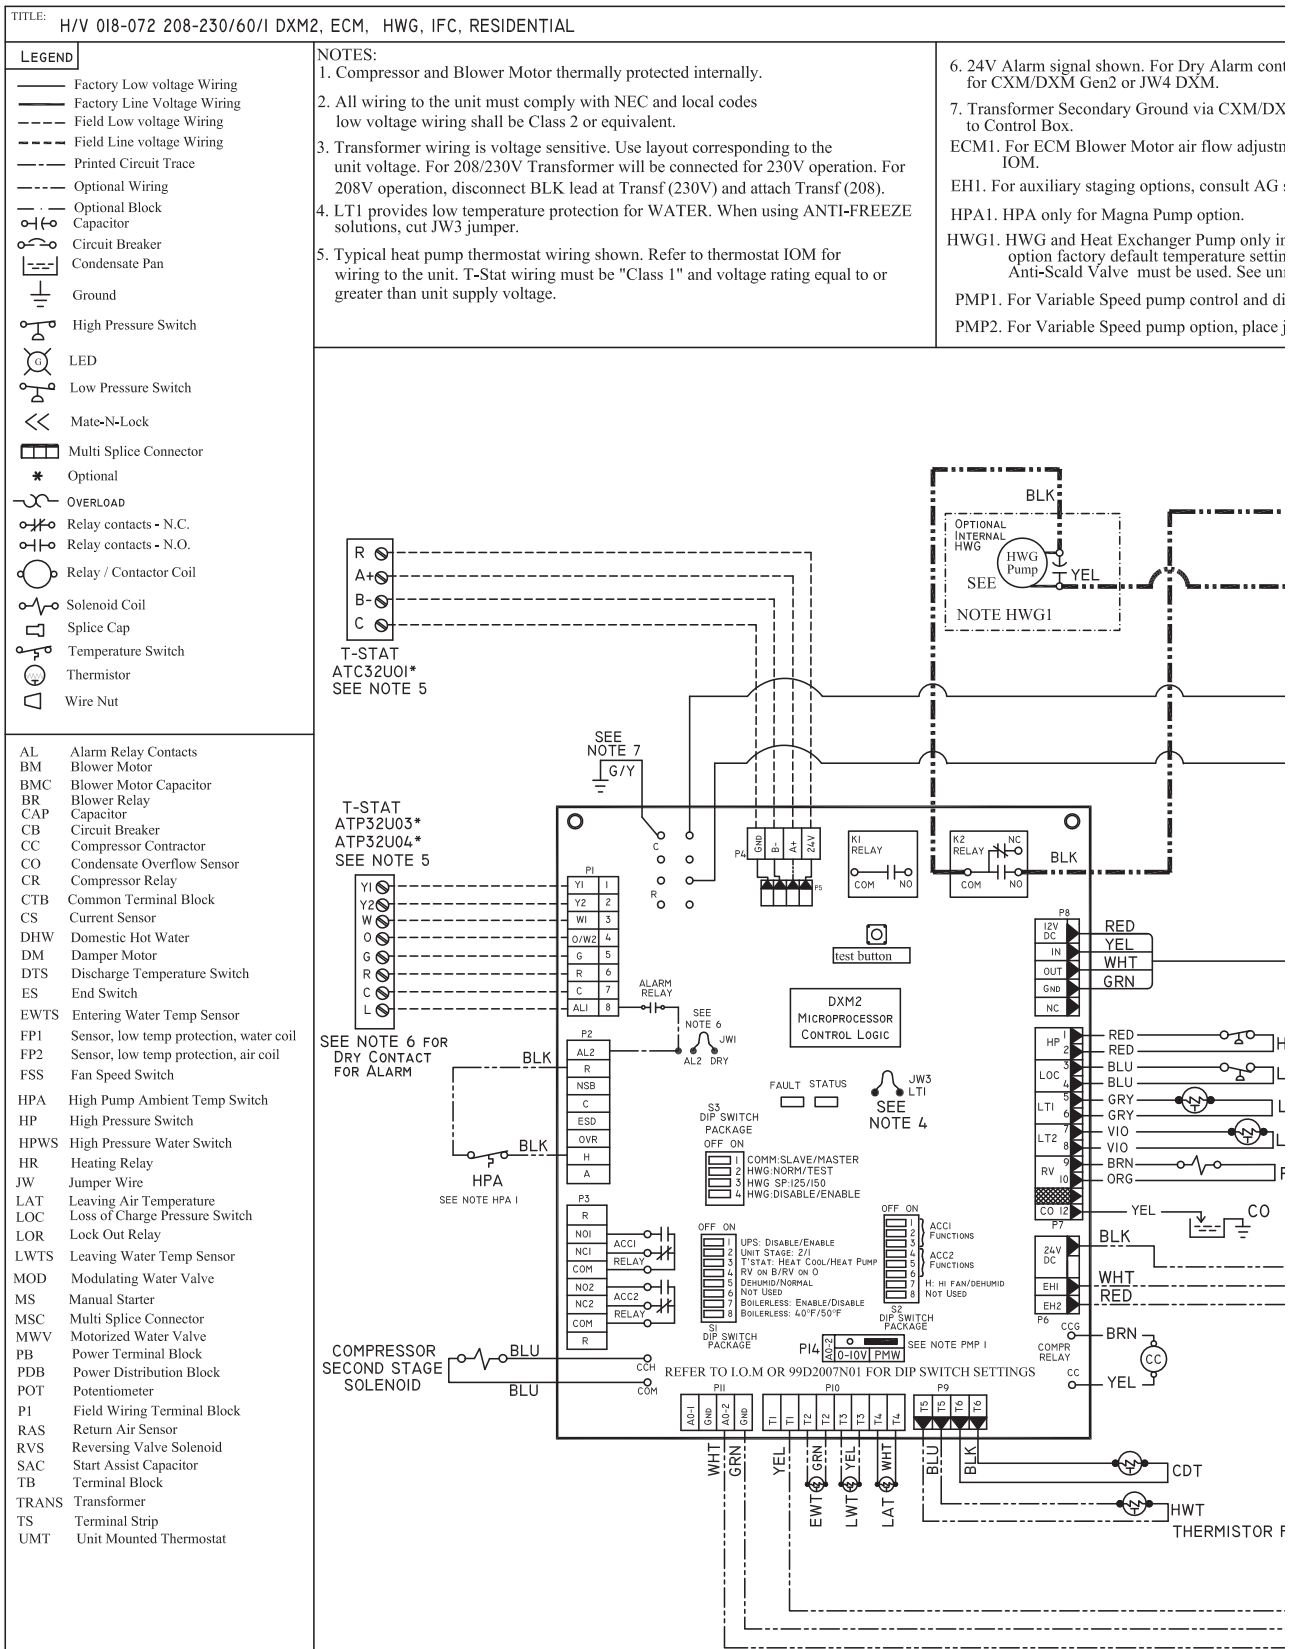 TITLE: H/V 018-072 208-230/60/1 DXM2, ECM, HWG, IFC, RESIDENTIAL
LEGEND
Factory Low voltage Wiring
Factory Line Voltage Wiring
Field Low voltage Wiring
Field Line voltage Wiring
Printed Circuit Trace
Optional Wiring
Optional Block
Capacitor
Circuit Breaker
Condensate Pan
Ground
High Pressure Switch
G LED
Low Pressure Switch
Mate-N-Lock
Multi Splice Connector
* Optional
OVERLOAD
Relay contacts - N.C.
Relay contacts - N.O.
Relay / Contactor Coil
Solenoid Coil
Splice Cap
Temperature Switch
Thermistor
Wire Nut
AL Alarm Relay Contacts
BM Blower Motor
BMC Blower Motor Capacitor
BR Blower Relay
CAP Capacitor
CB Circuit Breaker
CC Compressor Contractor
CO Condensate Overflow Sensor
CR Compressor Relay
CTB Common Terminal Block
CS Current Sensor
DHW Domestic Hot Water
DM Damper Motor
DTS Discharge Temperature Switch
ES End Switch
EWTS Entering Water Temp Sensor
FP1 Sensor, low temp protection, water coil
FP2 Sensor, low temp protection, air coil
FSS Fan Speed Switch
HPA High Pump Ambient Temp Switch
HP High Pressure Switch
HPWS High Pressure Water Switch
HR Heating Relay
JW Jumper Wire
LAT Leaving Air Temperature
LOC Loss of Charge Pressure Switch
LOR Lock Out Relay
LWTS Leaving Water Temp Sensor
MOD Modulating Water Valve
MS Manual Starter
MSC Multi Splice Connector
MWV Motorized Water Valve
PB Power Terminal Block
PDB Power Distribution Block
POT Potentiometer
P1 Field Wiring Terminal Block
RAS Return Air Sensor
RVS Reversing Valve Solenoid
SAC Start Assist Capacitor
TB Terminal Block
TRANS Transformer
TS Terminal Strip
UMT Unit Mounted Thermostat
NOTES:
1. Compressor and Blower Motor thermally protected internally.
2. All wiring to the unit must comply with NEC and local codes
low voltage wiring shall be Class 2 or equivalent.
3. Transformer wiring is voltage sensitive. Use layout corresponding to the
unit voltage. For 208/230V Transformer will be connected for 230V operation. For
208V operation, disconnect BLK lead at Transf (230V) and attach Transf (208).
4. LT1 provides low temperature protection for WATER. When using ANTI-FREEZE
solutions, cut JW3 jumper.
5. Typical heat pump thermostat wiring shown. Refer to thermostat IOM for
wiring to the unit. T-Stat wiring must be "Class 1" and voltage rating equal to or
greater than unit supply voltage.
6. 24V Alarm signal shown. For Dry Alarm cont
for CXM/DXM Gen2 or JW4 DXM.
7. Transformer Secondary Ground via CXM/DX
to Control Box.
ECM1. For ECM Blower Motor air flow adjustn
IOM.
EH1. For auxiliary staging options, consult AG
HPA1. HPA only for Magna Pump option.
HWG1. HWG and Heat Exchanger Pump only in
option factory default temperature settin
Anti-Scald Valve must be used. See un
PMP1. For Variable Speed pump control and di
PMP2. For Variable Speed pump option, place j
BLK
OPTIONAL
INTERNAL
HWG
HWG
Pump
YEL
SEE
NOTE HWG1
R
A+
B-
C
T-STAT
ATC32U01*
SEE NOTE 5
SEE
NOTE 7
G/Y
T-STAT
ATP32U03*
ATP32U04*
SEE NOTE 5
Y1
Y2
W
O
G
R
C
L
SEE NOTE 6 FOR
DRY CONTACT
FOR ALARM
P1
Y1 1
Y2 2
W1 3
O/W2 4
G 5
R 6
C 7
AL1 8
C
R
P4
GND
B-
A+
24V
P5
K1
RELAY
COM NO
K2
RELAY
NC
COM NO
BLK
test button
DXM2
MICROPROCESSOR
CONTROL LOGIC
ALARM
RELAY
SEE
NOTE 6
JW1
AL2 DRY
FAULT STATUS
JW3
LT1
SEE
NOTE 4
P2
AL2
R
NSB
C
ESD
OVR
H
A
BLK
BLK
HPA
SEE NOTE HPA 1
S3
DIP SWITCH
PACKAGE
OFF ON
1 COMM:SLAVE/MASTER
2 HWG:NORM/TEST
3 HWG SP:125/150
4 HWG:DISABLE/ENABLE
P3
R
NO1
NC1
COM
NO2
NC2
COM
R
ACC1
RELAY
ACC2
RELAY
OFF ON
1 UPS: DISABLE/ENABLE
2 UNIT STAGE: 2/1
3 T'STAT: HEAT COOL/HEAT PUMP
4 RV ON B/RV ON O
5 DEHUMID/NORMAL
6 NOT USED
7 BOILERLESS: ENABLE/DISABLE
8 BOILERLESS: 40°F/50°F
S1
DIP SWITCH
PACKAGE
OFF ON
1
2
3
4
5
6
7
8
ACC1
FUNCTIONS
ACC2
FUNCTIONS
H: HI FAN/DEHUMID
NOT USED
S2
DIP SWITCH
PACKAGE
P14
A0-2
0-10V PMW
SEE NOTE PMP 1
REFER TO I.O.M OR 99D2007N01 FOR DIP SWITCH SETTINGS
COMPRESSOR
SECOND STAGE
SOLENOID
BLU
BLU
CCH
COM
P8
12V
DC
IN
OUT
GND
NC
RED
YEL
WHT
GRN
HP 1
2
LOC 3
4
LT1 5
6
LT2 7
8
RV 9
10
CO 12
P7
RED
RED
BLU
BLU
GRY
GRY
VIO
VIO
BRN
ORG
YEL
CO
24V
DC
EH1
EH2
P6
BLK
WHT
RED
CCG
COMPR
RELAY
CC
BRN
CC
YEL
P11
A0-1
GND
A0-2
GND
P10
T1
T1
T2
T2
T3
T3
T4
T4
P9
T5
T5
T6
T6
WHT
GRN
YEL
GRN
YEL
WHT
BLU
BLK
EWT
LWT
LAT
CDT
HWT
THERMISTOR